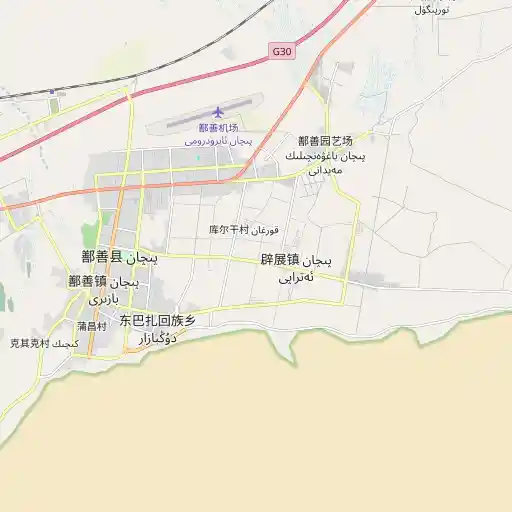 ئورپىگۆل
G30
鄯善机场
پىچان ئايرودرومى
鄯善园艺场
پىچان باغۋەنچىلىك
مەيدانى
库尔干村 قورغان
鄯善县 پىچان
辟展镇 پىچان
ئەترايى
鄯善镇 پىچان
بازىرى
东巴扎回族乡
دۇڭبازار
蒲昌村
克其克村 كىچىك